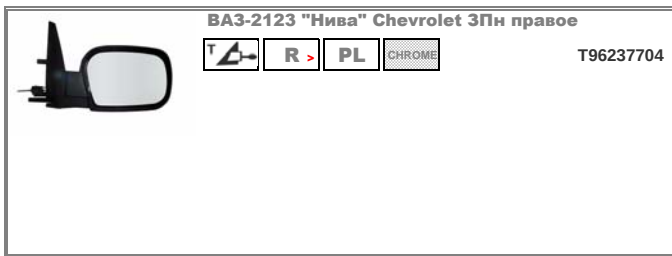 ВАЗ-2123 "Нива" Chevrolet ЗПн правое
T R > PL CHROME T96237704